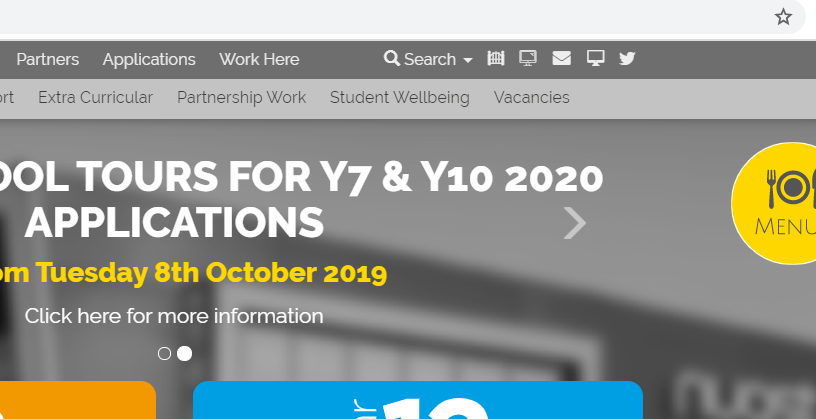 Partners Applications Work Here Search
ort Extra Curricular Partnership Work Student Wellbeing Vacancies
OOL TOURS FOR Y7 & Y10 2020
APPLICATIONS
om Tuesday 8th October 2019
Click here for more information
MENU